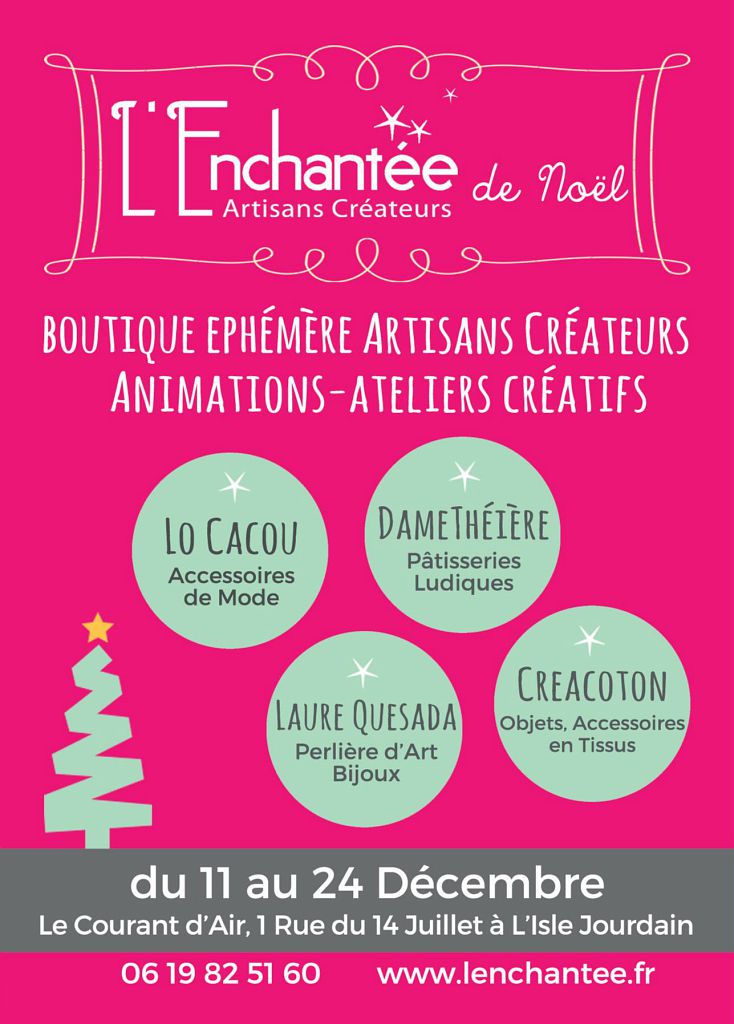 L'Enchantée de Noël
Artisans Créateurs
BOUTIQUE EPHÉMÈRE ARTISANS CRÉATEURS
ANIMATIONS-ATELIERS CRÉATIFS
LO CACOU
Accessoires
de Mode
DAMETHÉIÈRE
Pâtisseries
Ludiques
LAURE QUESADA
Perlière d'Art
Bijoux
CREACOTON
Objets, Accessoires
en Tissus
du 11 au 24 Décembre
Le Courant d'Air, 1 Rue du 14 Juillet à L'Isle Jourdain
06 19 82 51 60 www.lenchantee.fr